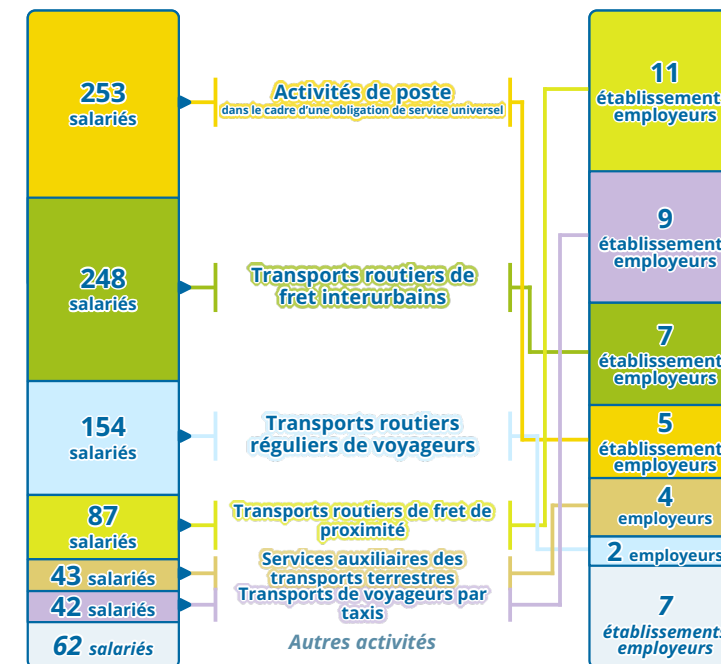 253
salariés
248
salariés
154
salariés
87
salariés
43 salariés
42 salariés
62 salariés
Activités de poste
dans le cadre d'une obligation de service universel
Transports routiers de
fret interurbains
Transports routiers
réguliers de voyageurs
Transports routiers de fret de
proximité
Services auxiliaires des
transports terrestres
Transports de voyageurs par
taxis
Autres activités
11
établissement
employeurs
9
établissement
employeurs
7
établissement
employeurs
5
établissement
employeurs
4
employeurs
2 employeurs
7
établissements
employeurs